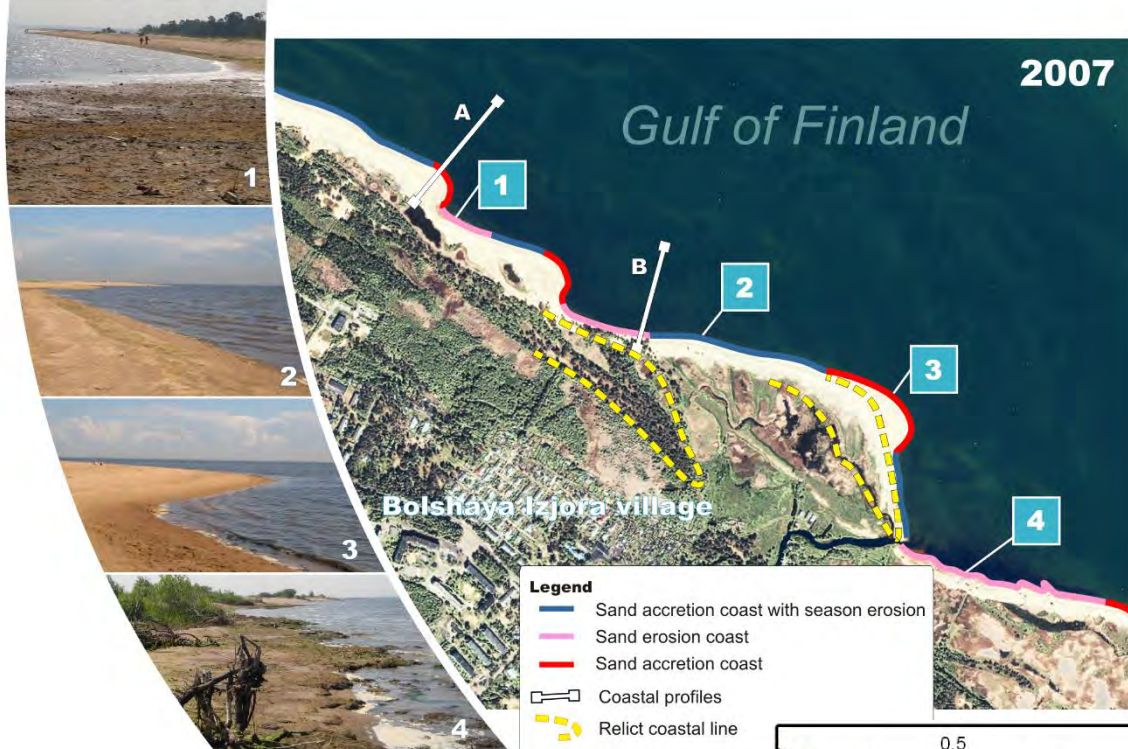 2007
Gulf of Finland
A
1
1
B
2
2
3
3
4
4
Bolshaya Izjora village
Legend
Sand accretion coast with season erosion
Sand erosion coast
Sand accretion coast
Coastal profiles
Relict coastal line
0.5